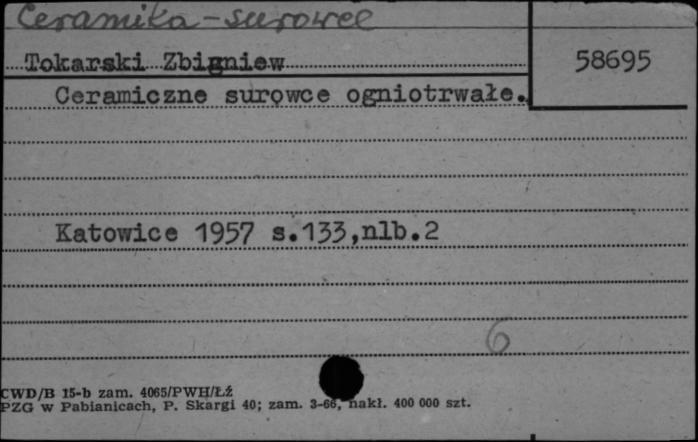 Ceramika - surowce
Tokarski Zbigniew
58695
Ceramiczne surowce ogniotrwałe.
Katowice 1957 s.133,nlb.2
6
CWD/B 15-b zam. 4065/PWH/Łź
PZG w Pabianicach, P. Skargi 40; zam. 3-66, nakł. 400 000 szt.